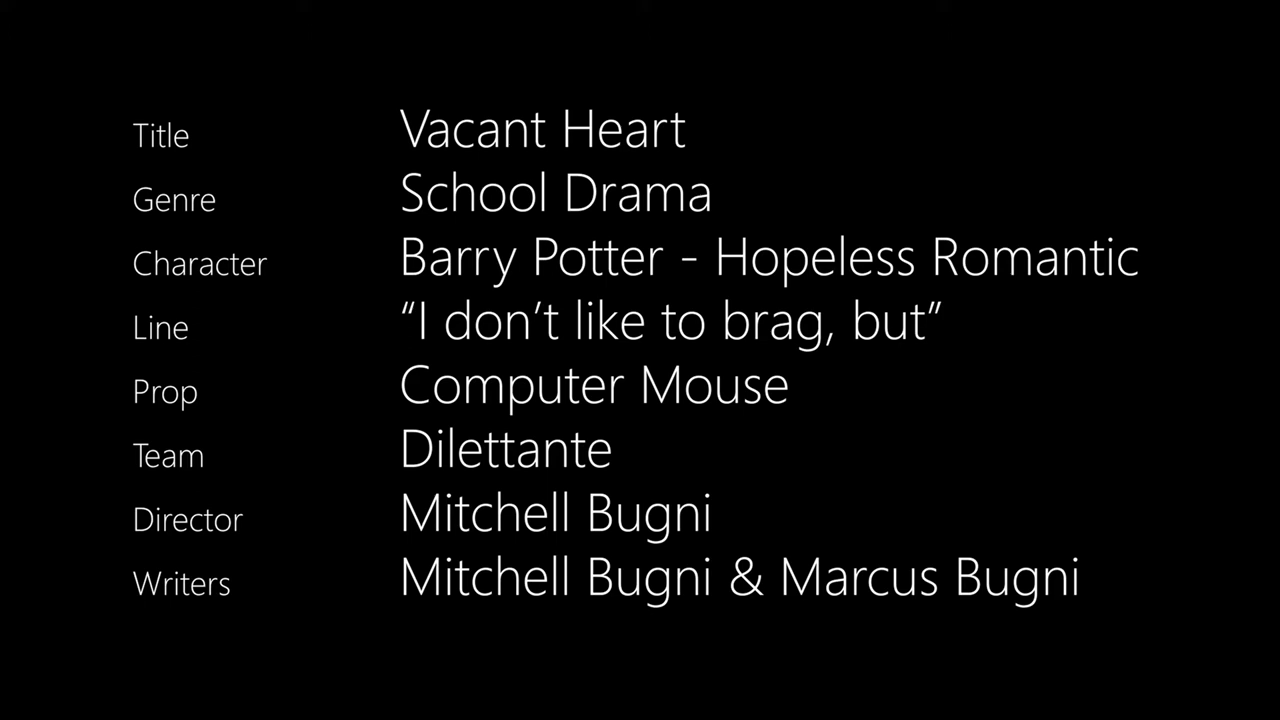 Title Vacant Heart
Genre School Drama
Character Barry Potter - Hopeless Romantic
Line “I don’t like to brag, but”
Prop Computer Mouse
Team Dilettante
Director Mitchell Bugni
Writers Mitchell Bugni & Marcus Bugni